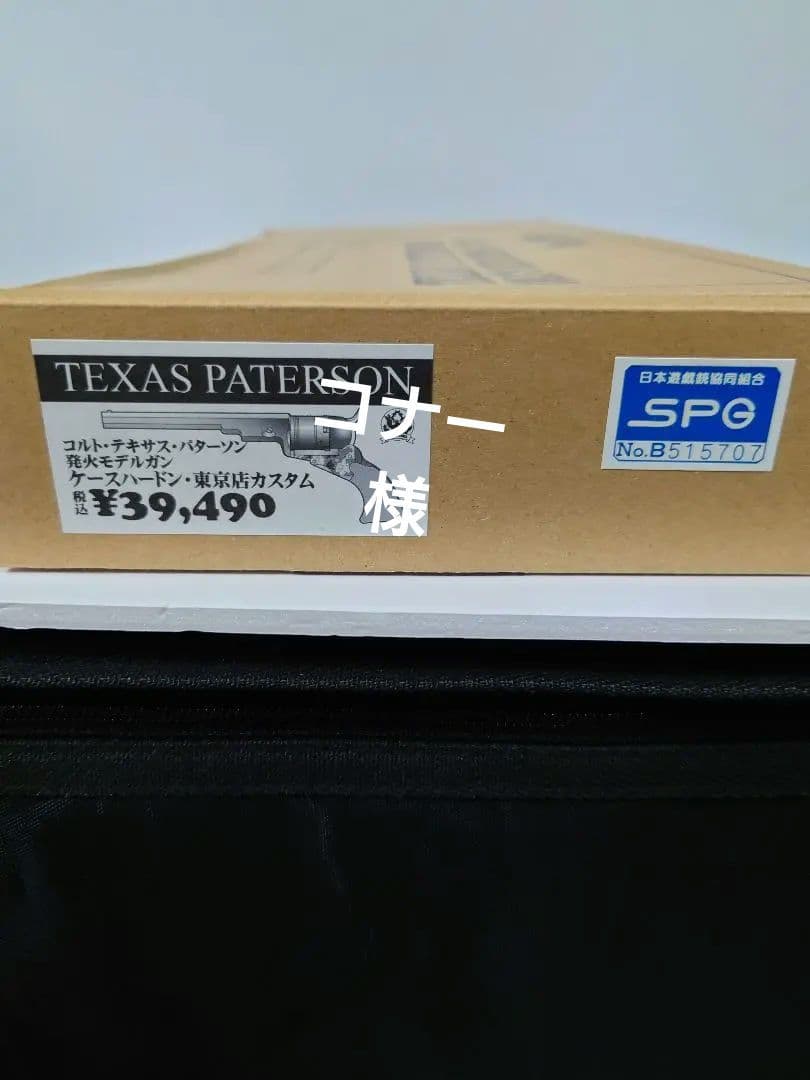 TEXAS PATERSON
コルト・テキサス・パターソン
発火モデルガン
ケースハードン・東京店カスタム
税込 ¥39,490
コナー
様
日本遊戯銃協同組合
SPG
No.B515707